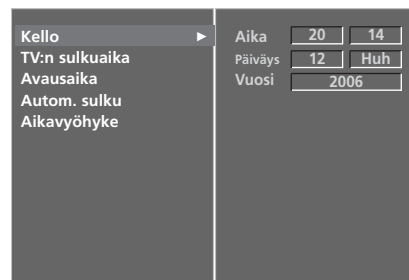 Kello ►
TV:n sulkuaika
Avausaika
Autom. sulku
Aikavyöhyke
Aika 20 14
Päiväys 12 Huh
Vuosi 2006